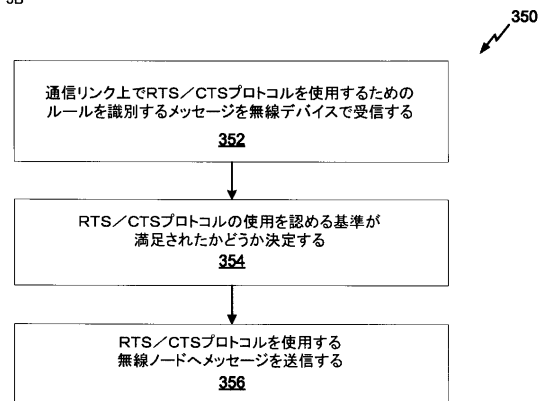 350
通信リンク上でRTS／CTSプロトコルを使用するための
ルールを識別するメッセージを無線デバイスで受信する
352
RTS／CTSプロトコルの使用を認める基準が
満足されたかどうか決定する
354
RTS／CTSプロトコルを使用する
無線ノードへメッセージを送信する
356